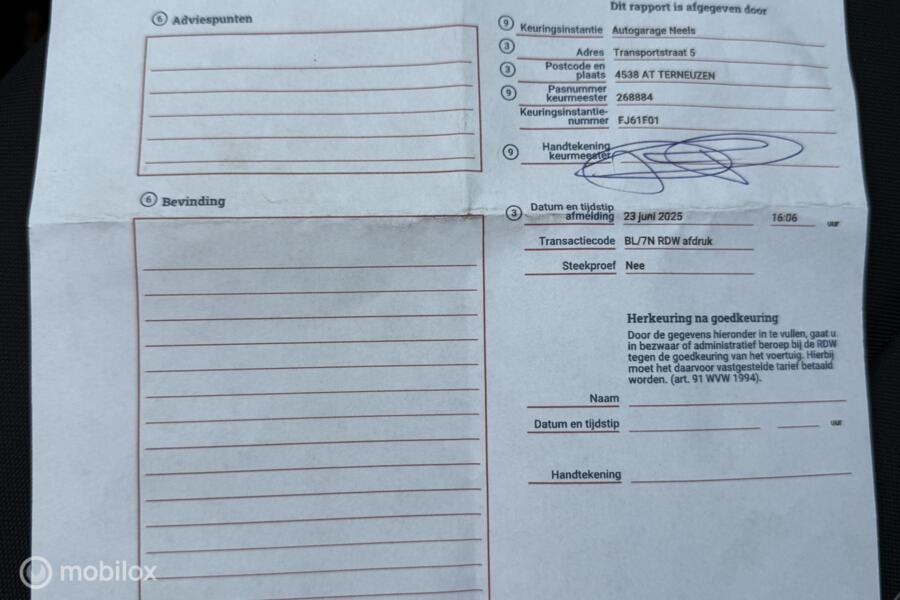 6 Adviespunten
Dit rapport is afgegeven door
9 Keuringsinstantie Autogarage Neels
3 Adres Transportstraat 5
3 Postcode en plaats 4538 AT TERNEUZEN
9 Pasnummer keurmeester 268884
Keuringsinstantie-nummer FJ61F01
9 Handtekening keurmeester
6 Bevinding
3 Datum en tijdstip afmelding 23 juni 2025 16:06 uur
Transactiecode BL/7N RDW afdruk
Steekproef Nee
Herkeuring na goedkeuring
Door de gegevens hieronder in te vullen, gaat u
in bezwaar of administratief beroep bij de RDW
tegen de goedkeuring van het voertuig. Hierbij
moet het daarvoor vastgestelde tarief betaald
worden. (art. 91 WVW 1994).
Naam
Datum en tijdstip uur
Handtekening
mobilox